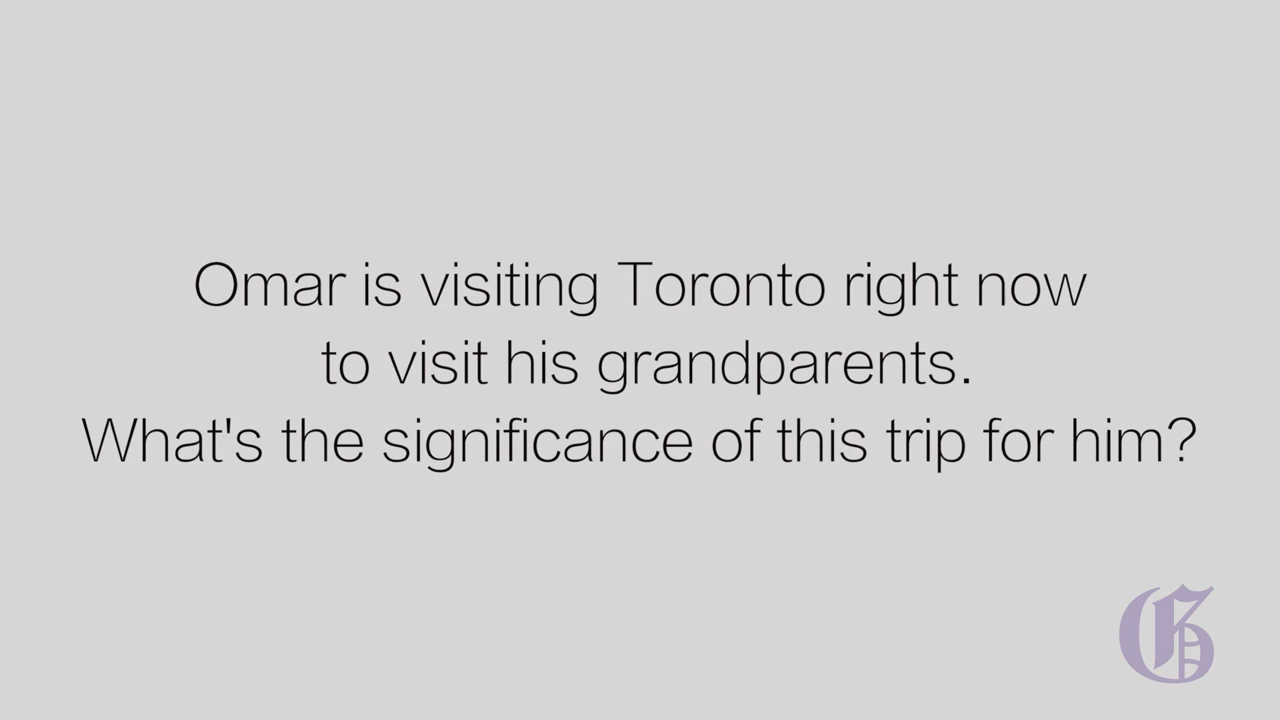 Omar is visiting Toronto right now
to visit his grandparents.
What's the significance of this trip for him?
G